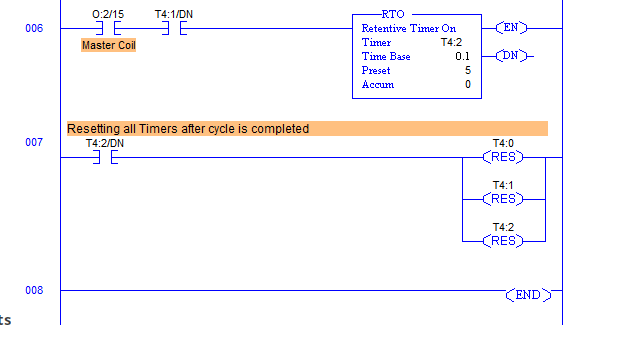 O:2/15 T4:1/DN
006
Master Coil
RTO
Retentive Timer On
Timer T4:2
Time Base 0.1
Preset 5
Accum 0
EN
DN
Resetting all Timers after cycle is completed
007
T4:2/DN
T4:0
RES
T4:1
RES
T4:2
RES
008
END
ts